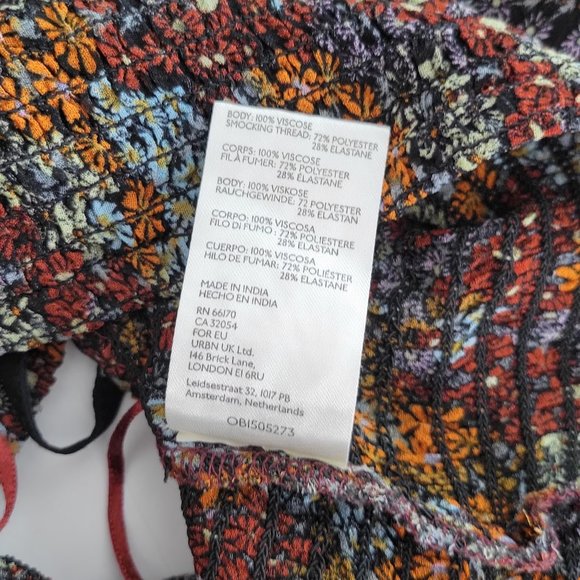 BODY: 100% VISCOSE
SMOCKING THREAD: 72% POLYESTER
28% ELASTANE
CORPS: 100% VISCOSE
FIL À FUMER: 72% POLYESTER
28% ELASTANE
BODY: 100% VISKOSE
RAUCHGEWINDE: 72 POLYESTER
28% ELASTAN
CORPO: 100% VISCOSA
FILO DI FUMO : 72% POLIESTERE
28% ELASTAN
CUERPO: 100% VISCOSA
HILO DE FUMAR: 72% POLIÉSTER
28% ELASTANE
MADE IN INDIA
HECHO EN INDIA
RN 66170
CA 32054
FOR EU
URBN UK Ltd.
146 Brick Lane,
LONDON E1 6RU
Leidsestraat 32, 1017 PB
Amsterdam, Netherlands
OB1505273